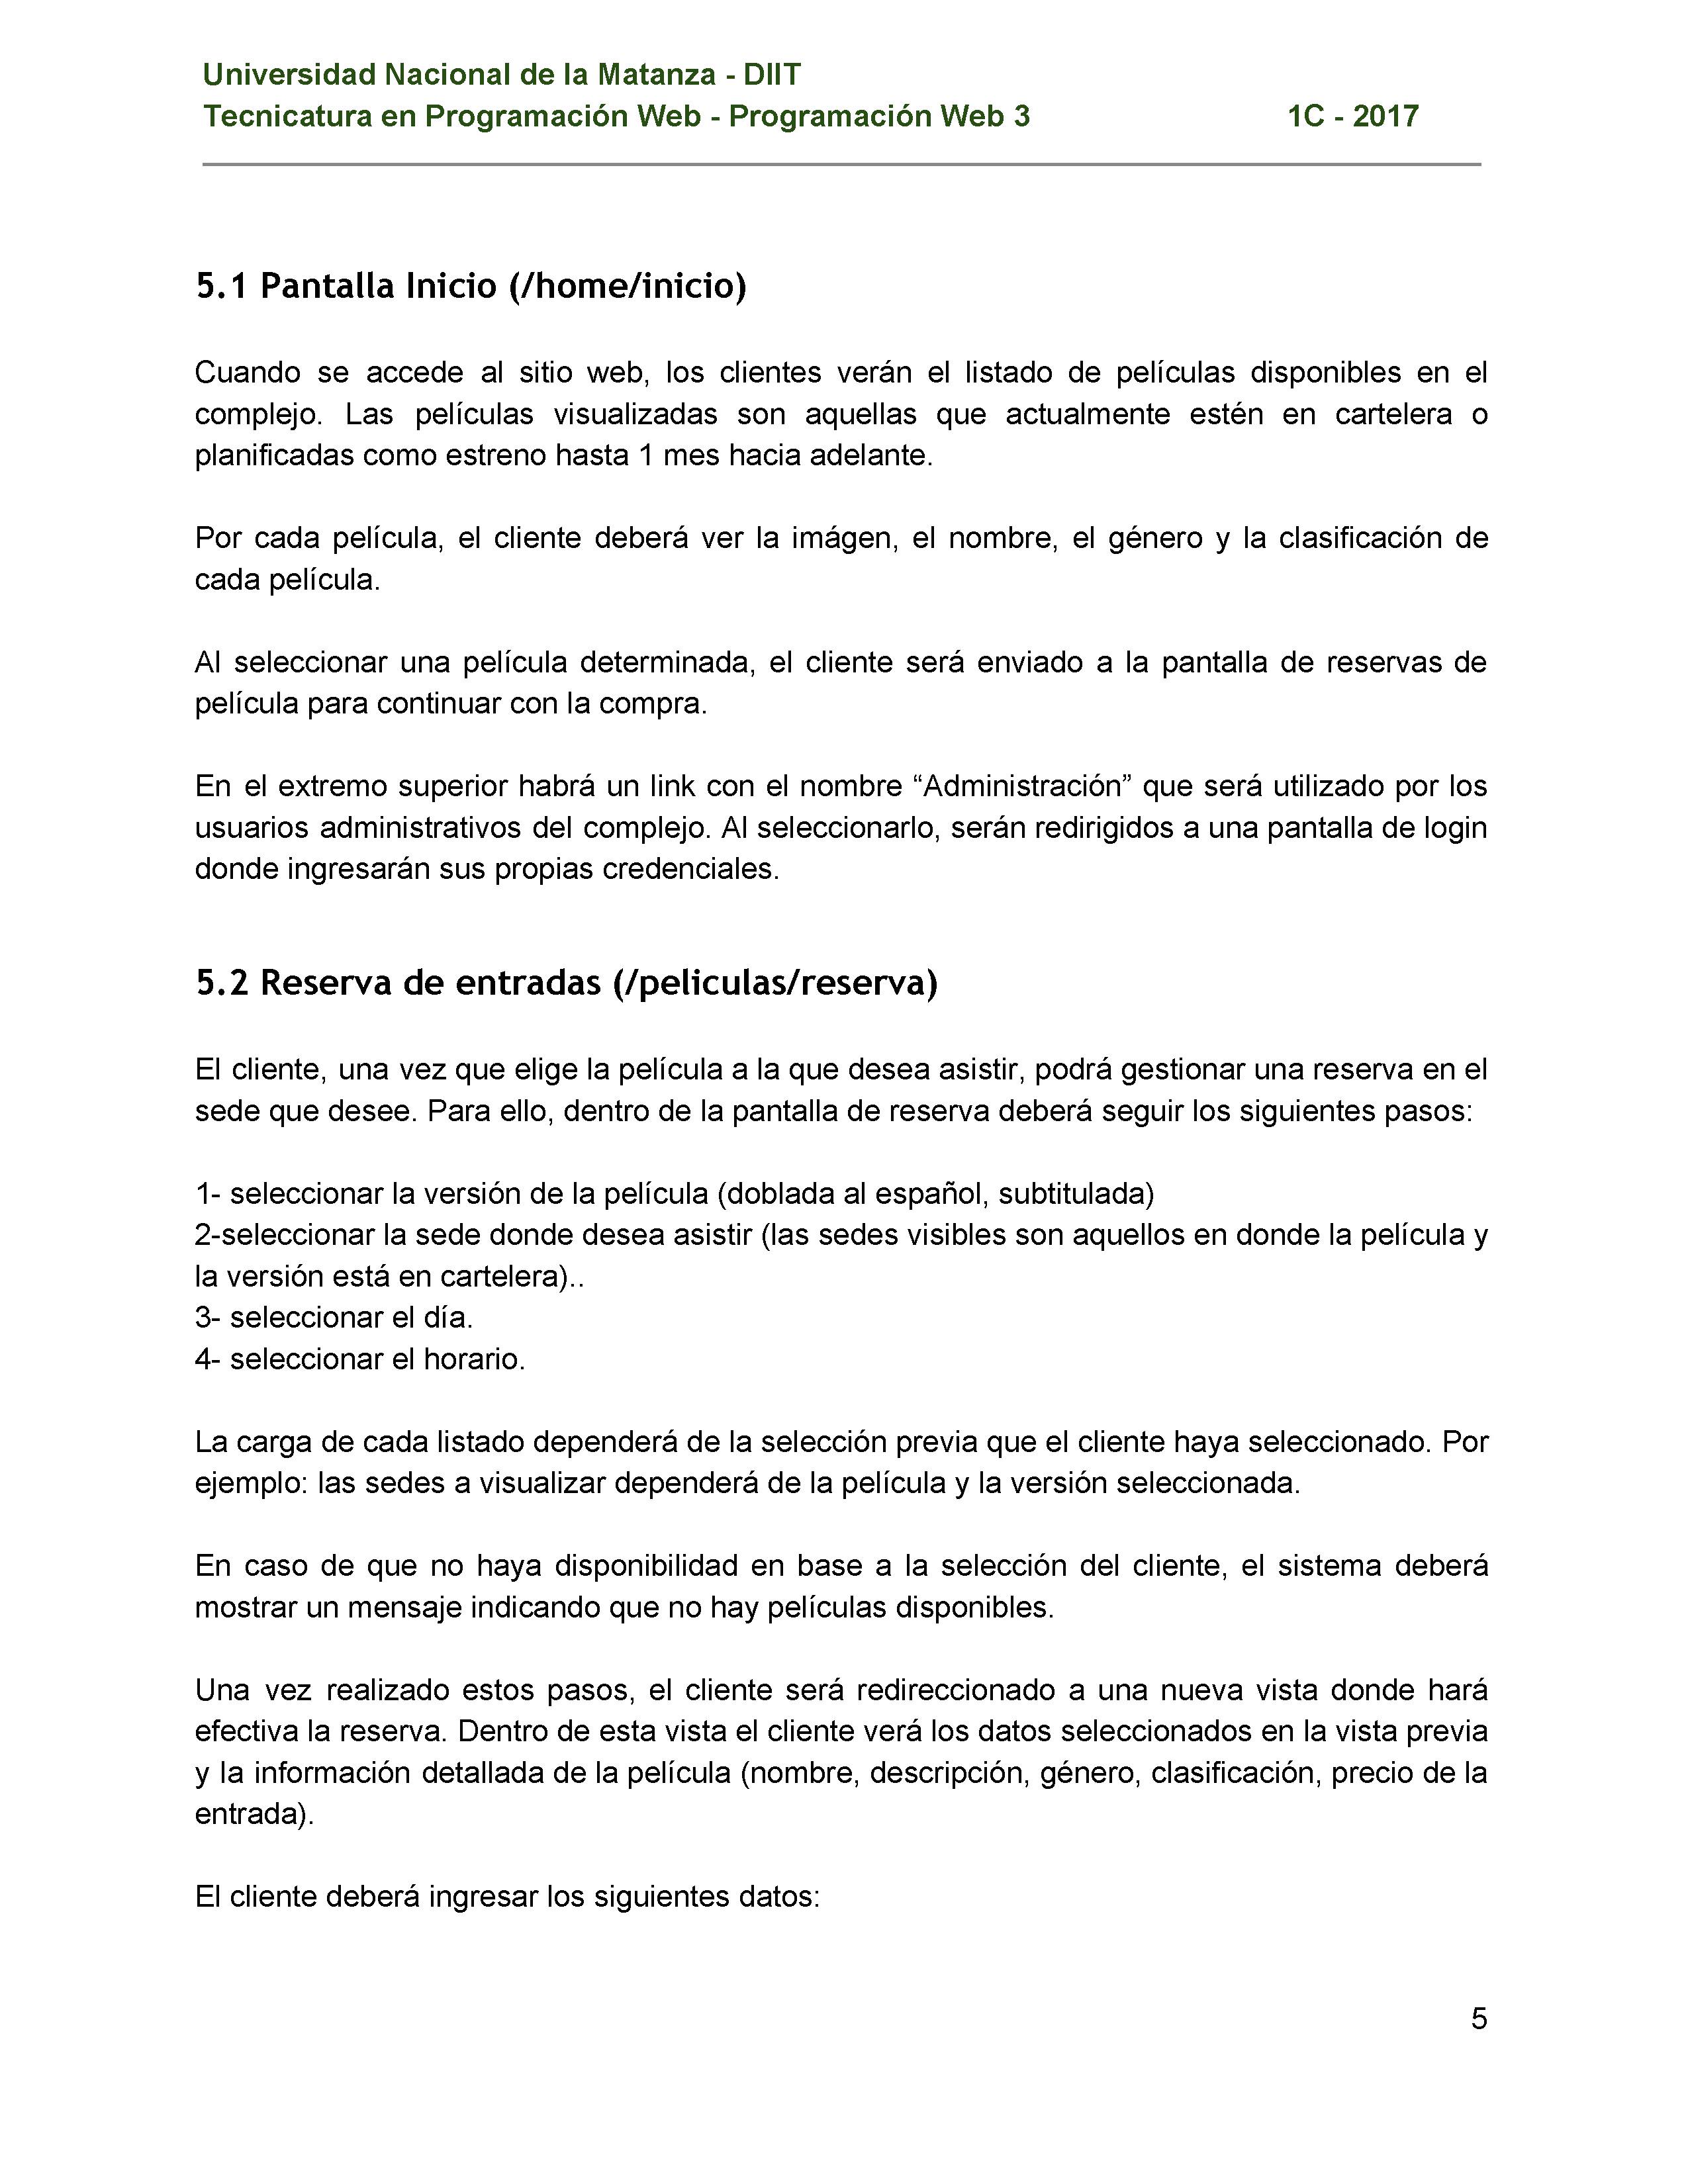 Universidad Nacional de la Matanza - DIIT
Tecnicatura en Programación Web - Programación Web 3 1C - 2017
5.1 Pantalla Inicio (/home/inicio)
Cuando se accede al sitio web, los clientes verán el listado de películas disponibles en el
complejo. Las películas visualizadas son aquellas que actualmente estén en cartelera o
planificadas como estreno hasta 1 mes hacia adelante.
Por cada película, el cliente deberá ver la imágen, el nombre, el género y la clasificación de
cada película.
Al seleccionar una película determinada, el cliente será enviado a la pantalla de reservas de
película para continuar con la compra.
En el extremo superior habrá un link con el nombre “Administración” que será utilizado por los
usuarios administrativos del complejo. Al seleccionarlo, serán redirigidos a una pantalla de login
donde ingresarán sus propias credenciales.
5.2 Reserva de entradas (/peliculas/reserva)
El cliente, una vez que elige la película a la que desea asistir, podrá gestionar una reserva en el
sede que desee. Para ello, dentro de la pantalla de reserva deberá seguir los siguientes pasos:
1- seleccionar la versión de la película (doblada al español, subtitulada)
2-seleccionar la sede donde desea asistir (las sedes visibles son aquellos en donde la película y
la versión está en cartelera)..
3- seleccionar el día.
4- seleccionar el horario.
La carga de cada listado dependerá de la selección previa que el cliente haya seleccionado. Por
ejemplo: las sedes a visualizar dependerá de la película y la versión seleccionada.
En caso de que no haya disponibilidad en base a la selección del cliente, el sistema deberá
mostrar un mensaje indicando que no hay películas disponibles.
Una vez realizado estos pasos, el cliente será redireccionado a una nueva vista donde hará
efectiva la reserva. Dentro de esta vista el cliente verá los datos seleccionados en la vista previa
y la información detallada de la película (nombre, descripción, género, clasificación, precio de la
entrada).
El cliente deberá ingresar los siguientes datos:
5